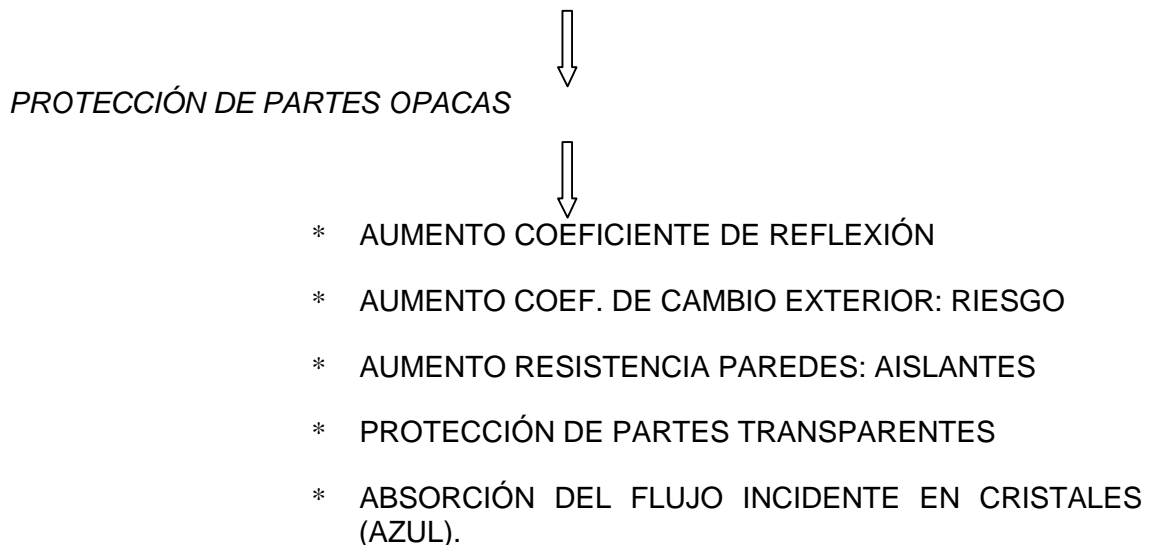 PROTECCIÓN DE PARTES OPACAS
* AUMENTO COEFICIENTE DE REFLEXIÓN
* AUMENTO COEF. DE CAMBIO EXTERIOR: RIESGO
* AUMENTO RESISTENCIA PAREDES: AISLANTES
* PROTECCIÓN DE PARTES TRANSPARENTES
* ABSORCIÓN DEL FLUJO INCIDENTE EN CRISTALES
(AZUL).